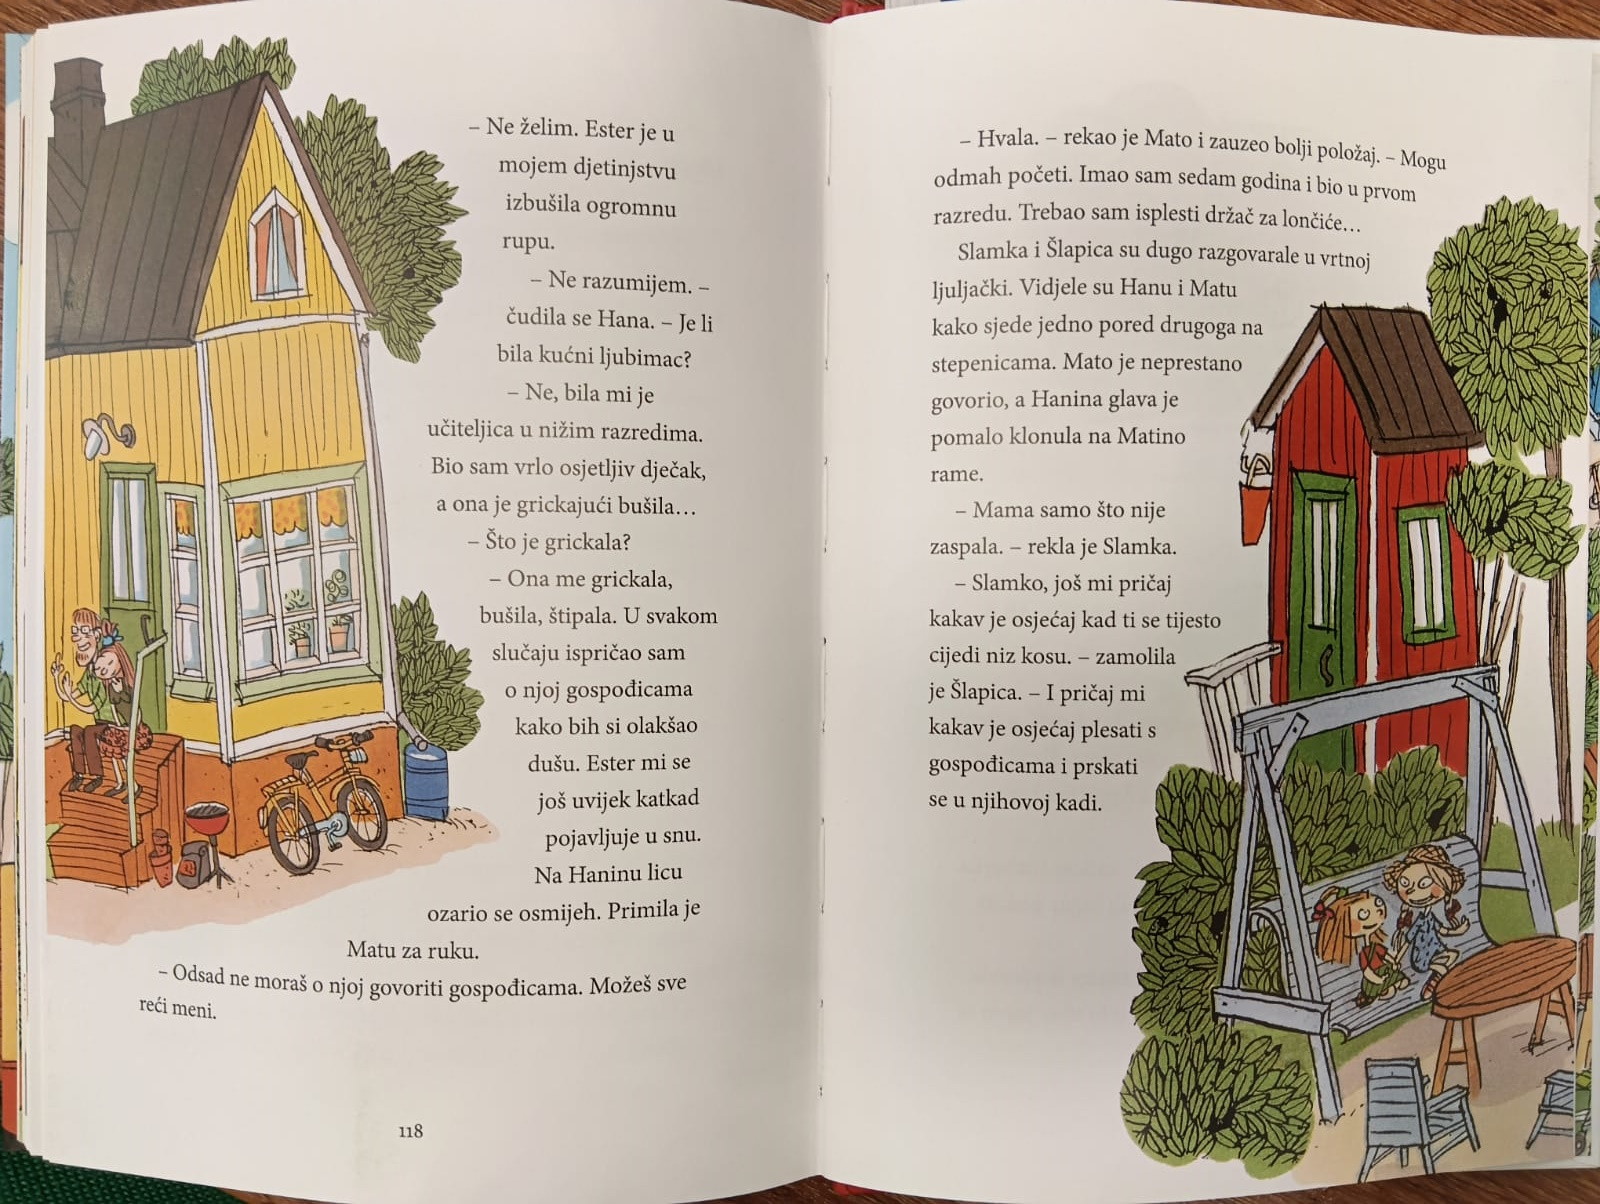 – Ne želim. Ester je u
mojem djetinjstvu
izbušila ogromnu
rupu.
– Ne razumijem. –
čudila se Hana. – Je li
bila kućni ljubimac?
– Ne, bila mi je
učiteljica u nižim razredima.
Bio sam vrlo osjetljiv dječak,
a ona je grickajući bušila…
– Što je grickala?
– Ona me grickala,
bušila, štipala. U svakom
slučaju ispričao sam
o njoj gospođicama
kako bih si olakšao
dušu. Ester mi se
još uvijek katkad
pojavljuje u snu.
Na Haninu licu
ozario se osmijeh. Primila je
Matu za ruku.
– Odsad ne moraš o njoj govoriti gospođicama. Možeš sve
reći meni.
118
– Hvala. – rekao je Mato i zauzeo bolji položaj. – Mogu
odmah početi. Imao sam sedam godina i bio u prvom
razredu. Trebao sam isplesti držač za lončiće…
Slamka i Šlapica su dugo razgovarale u vrtnoj
ljuljački. Vidjele su Hanu i Matu
kako sjede jedno pored drugoga na
stepenicama. Mato je neprestano
govorio, a Hanina glava je
pomalo klonula na Matino
rame.
– Mama samo što nije
zaspala. – rekla je Slamka.
– Slamko, još mi pričaj
kakav je osjećaj kad ti se tijesto
cijedi niz kosu. – zamolila
je Šlapica. – I pričaj mi
kakav je osjećaj plesati s
gospođicama i prskati
se u njihovoj kadi.